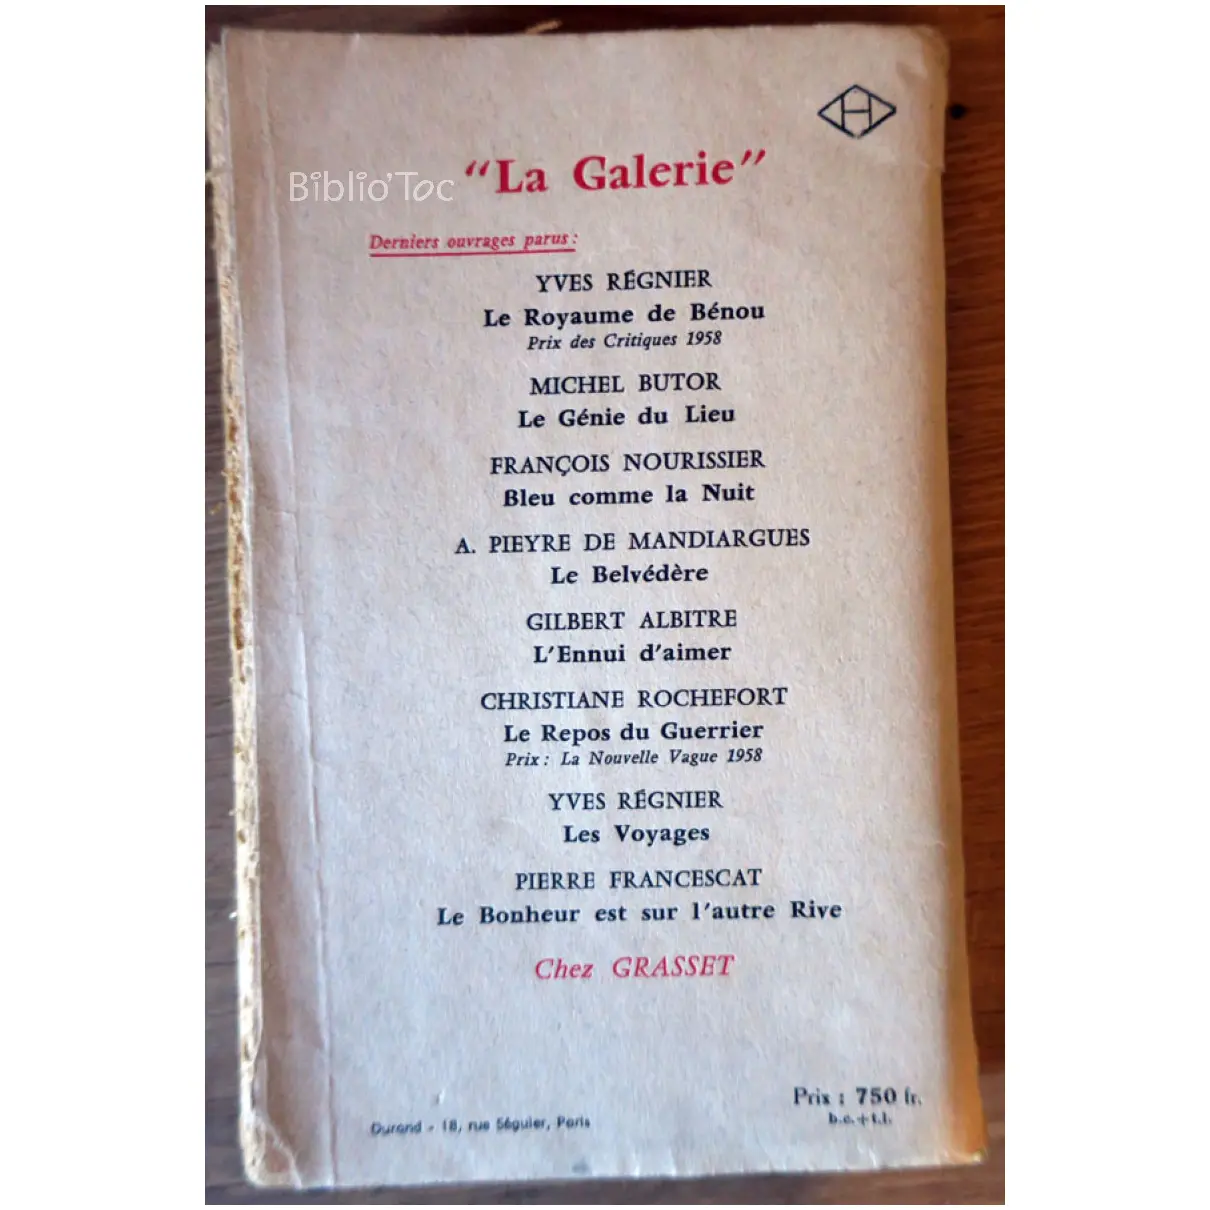 H
"La Galerie"
Biblio'Toc
Derniers ouvrages parus :
YVES RÉGNIER
Le Royaume de Bénou
Prix des Critiques 1958
MICHEL BUTOR
Le Génie du Lieu
FRANÇOIS NOURISSIER
Bleu comme la Nuit
A. PIEYRE DE MANDIARGUES
Le Belvédère
GILBERT ALBITRE
L'Ennui d'aimer
CHRISTIANE ROCHEFORT
Le Repos du Guerrier
Prix : La Nouvelle Vague 1958
YVES RÉGNIER
Les Voyages
PIERRE FRANCESCAT
Le Bonheur est sur l'autre Rive
Chez GRASSET
Prix : 750 fr.
b.c. + t.l.
Durand - 18, rue Séguier, Paris